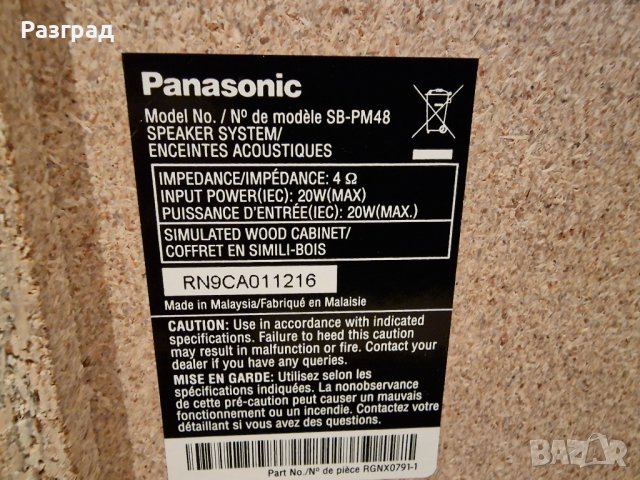 Разград
Panasonic
Model No. / Nº de modèle SB-PM48
SPEAKER SYSTEM/
ENCEINTES ACOUSTIQUES
IMPEDANCE/IMPÉDANCE: 4 Ω
INPUT POWER(IEC): 20W(MAX)
PUISSANCE D'ENTRÉE(IEC): 20W(MAX.)
SIMULATED WOOD CABINET/
COFFRET EN SIMILI-BOIS
RN9CA011216
Made in Malaysia/Fabriqué en Malaisie
CAUTION: Use in accordance with indicated
specifications. Failure to heed this caution
may result in malfunction or fire. Contact your
dealer if you have any queries.
MISE EN GARDE: Utilisez selon les
spécifications indiquées. La nonobservance
de cette pré-caution peut causer un mauvais
fonctionnement ou un incendie. Contactez votre
détaillant si vous avez des questions.
Part No./Nº de pièce RGNX0791-1
BAZAR